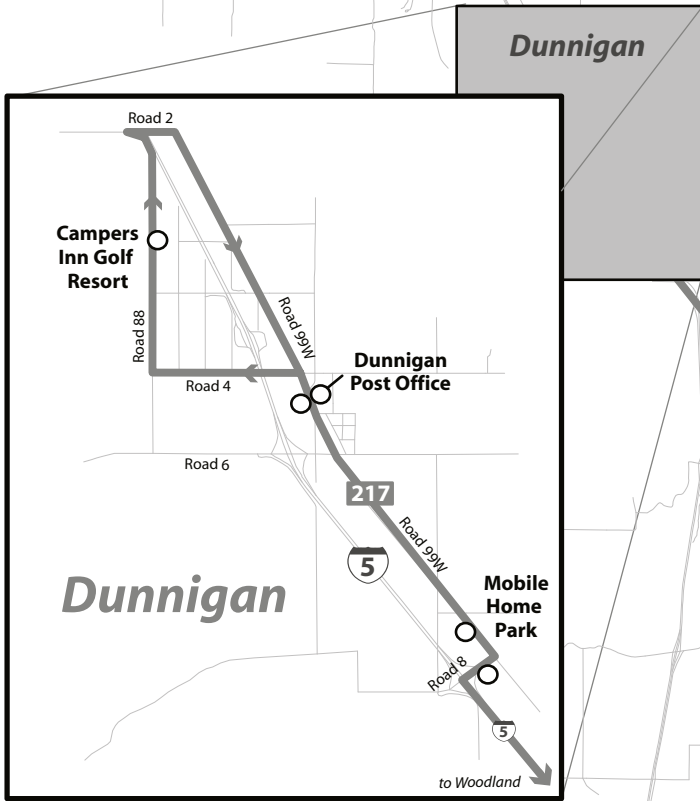 Dunnigan
Road 2
Campers
Inn Golf
Resort
Road 88
Road 99W
Dunnigan
Post Office
Road 4
Road 6
217
Road 99W
5
Dunnigan
Mobile
Home
Park
Road 8
5
to Woodland